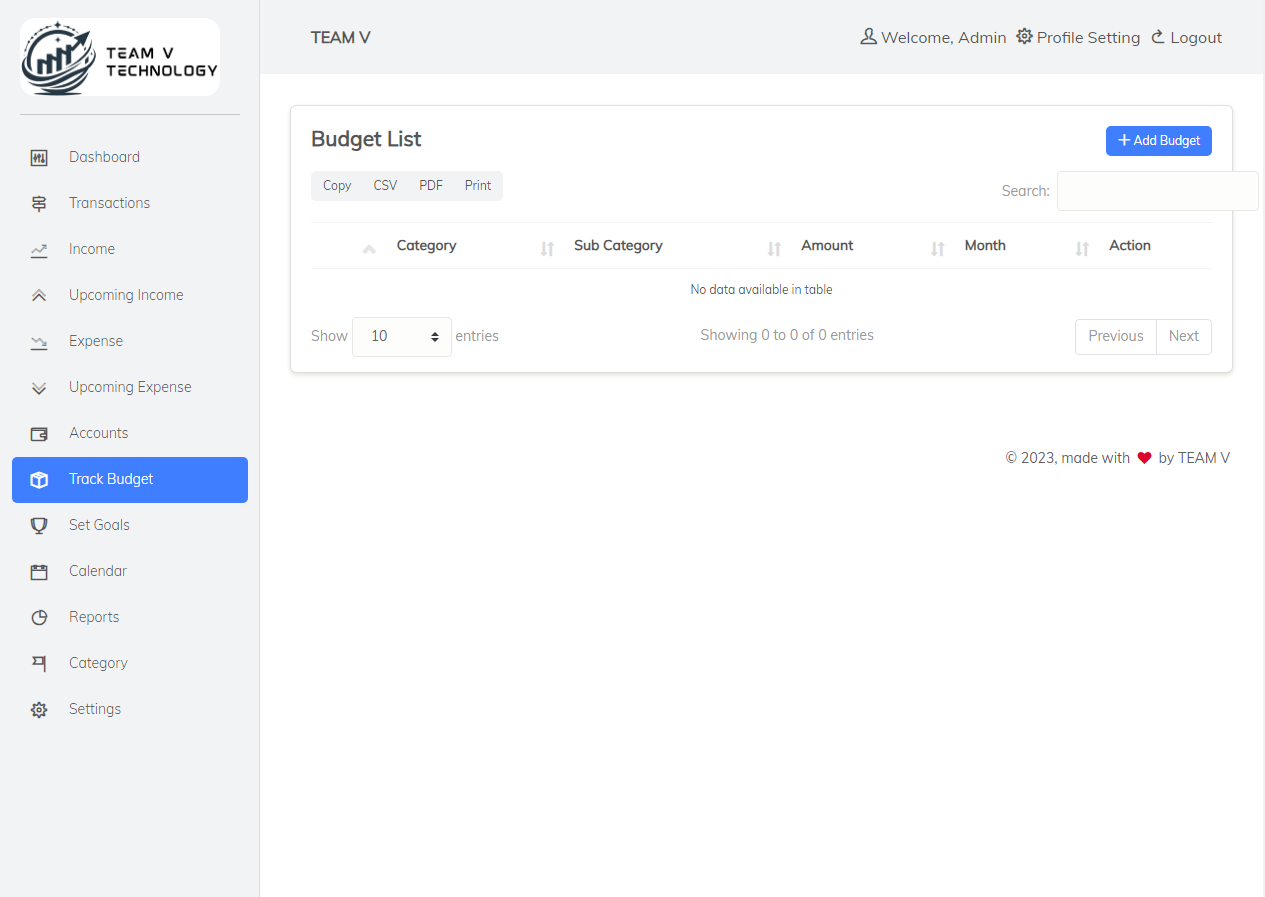 TEAM V
TECHNOLOGY
TEAM V
Welcome, Admin Profile Setting Logout
Dashboard
Transactions
Income
Upcoming Income
Expense
Upcoming Expense
Accounts
Track Budget
Set Goals
Calendar
Reports
Category
Settings
Budget List
Add Budget
Copy CSV PDF Print
Search:
Category Sub Category Amount Month Action
No data available in table
Show 10 entries Showing 0 to 0 of 0 entries Previous Next
© 2023, made with ♥ by TEAM V